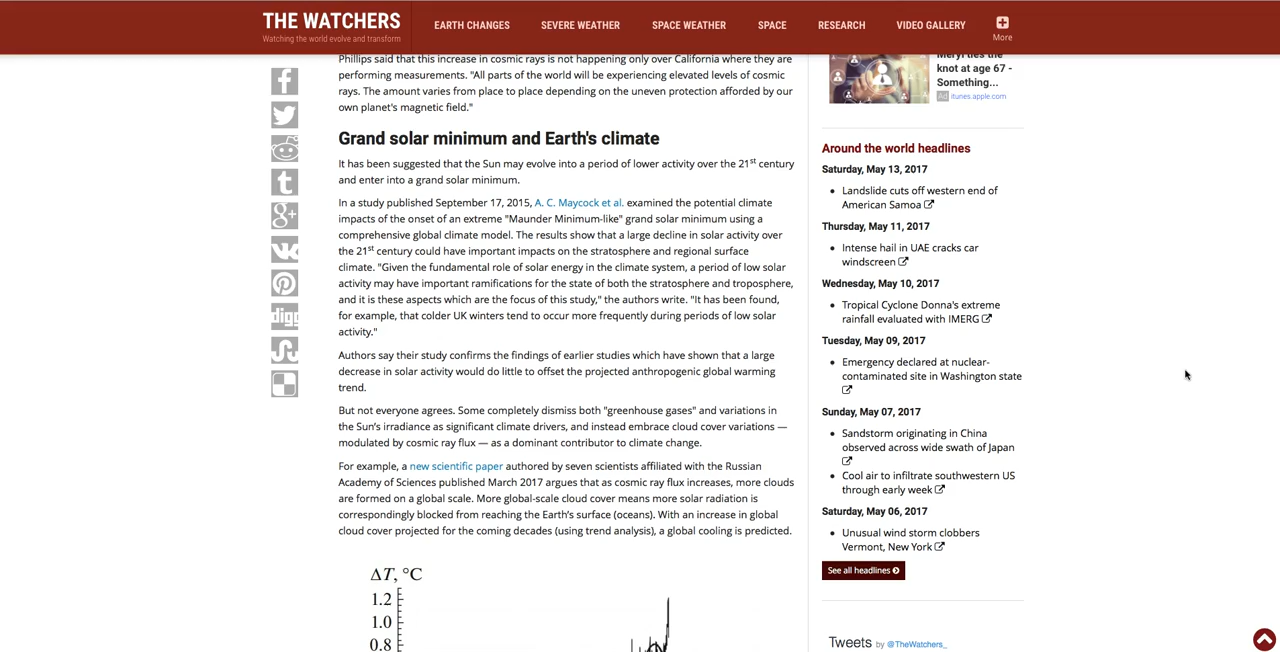 THE WATCHERS
Watching the world evolve and transform
EARTH CHANGES
SEVERE WEATHER
SPACE WEATHER
SPACE
RESEARCH
VIDEO GALLERY
More
Phillips said that this increase in cosmic rays is not happening only over California where they are
performing measurements. "All parts of the world will be experiencing elevated levels of cosmic
rays. The amount varies from place to place depending on the uneven protection afforded by our
own planet's magnetic field."
Grand solar minimum and Earth's climate
It has been suggested that the Sun may evolve into a period of lower activity over the 21st century
and enter into a grand solar minimum.
In a study published September 17, 2015, A. C. Maycock et al. examined the potential climate
impacts of the onset of an extreme "Maunder Minimum-like" grand solar minimum using a
comprehensive global climate model. The results show that a large decline in solar activity over
the 21st century could have important impacts on the stratosphere and regional surface
climate. "Given the fundamental role of solar energy in the climate system, a period of low solar
activity may have important ramifications for the state of both the stratosphere and troposphere,
and it is these aspects which are the focus of this study," the authors write. "It has been found,
for example, that colder UK winters tend to occur more frequently during periods of low solar
activity."
Authors say their study confirms the findings of earlier studies which have shown that a large
decrease in solar activity would do little to offset the projected anthropogenic global warming
trend.
But not everyone agrees. Some completely dismiss both "greenhouse gases" and variations in
the Sun's irradiance as significant climate drivers, and instead embrace cloud cover variations —
modulated by cosmic ray flux — as a dominant contributor to climate change.
For example, a new scientific paper authored by seven scientists affiliated with the Russian
Academy of Sciences published March 2017 argues that as cosmic ray flux increases, more clouds
are formed on a global scale. More global-scale cloud cover means more solar radiation is
correspondingly blocked from reaching the Earth's surface (oceans). With an increase in global
cloud cover projected for the coming decades (using trend analysis), a global cooling is predicted.
ΔT, °C
1.2
1.0
0.8
digg
Meryl ties the
knot at age 67 -
Something...
Ad itunes.apple.com
Around the world headlines
Saturday, May 13, 2017
Landslide cuts off western end of
American Samoa
Thursday, May 11, 2017
Intense hail in UAE cracks car
windscreen
Wednesday, May 10, 2017
Tropical Cyclone Donna's extreme
rainfall evaluated with IMERG
Tuesday, May 09, 2017
Emergency declared at nuclear-
contaminated site in Washington state
Sunday, May 07, 2017
Sandstorm originating in China
observed across wide swath of Japan
Cool air to infiltrate southwestern US
through early week
Saturday, May 06, 2017
Unusual wind storm clobbers
Vermont, New York
See all headlines
Tweets by @TheWatchers_